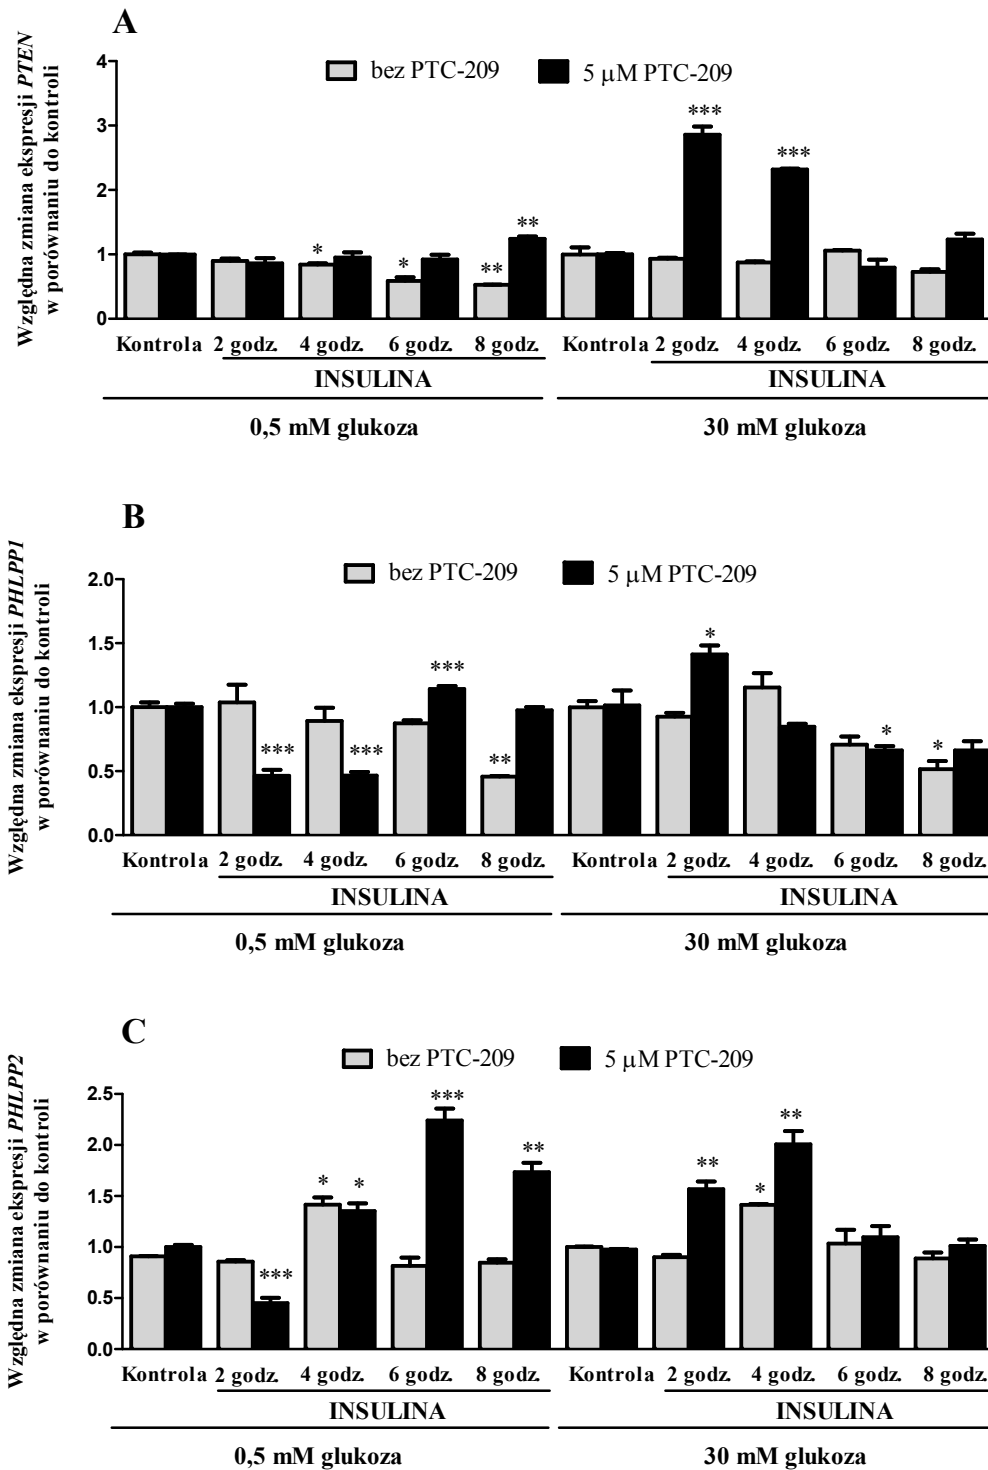 A
Względna zmiana ekspresji PTEN
w porównaniu do kontroli
bez PTC-209
5 μM PTC-209
4
3
2
1
0
***
***
*
*
**
**
Kontrola 2 godz. 4 godz. 6 godz. 8 godz. Kontrola 2 godz. 4 godz. 6 godz. 8 godz.
INSULINA INSULINA
0,5 mM glukoza 30 mM glukoza
B
Względna zmiana ekspresji PHLPP1
w porównaniu do kontroli
bez PTC-209
5 μM PTC-209
2.0
1.5
1.0
0.5
0.0
***
***
***
**
*
*
*
Kontrola 2 godz. 4 godz. 6 godz. 8 godz. Kontrola 2 godz. 4 godz. 6 godz. 8 godz.
INSULINA INSULINA
0,5 mM glukoza 30 mM glukoza
C
Względna zmiana ekspresji PHLPP2
w porównaniu do kontroli
bez PTC-209
5 μM PTC-209
2.5
2.0
1.5
1.0
0.5
0.0
***
*
*
***
**
**
*
**
Kontrola 2 godz. 4 godz. 6 godz. 8 godz. Kontrola 2 godz. 4 godz. 6 godz. 8 godz.
INSULINA INSULINA
0,5 mM glukoza 30 mM glukoza